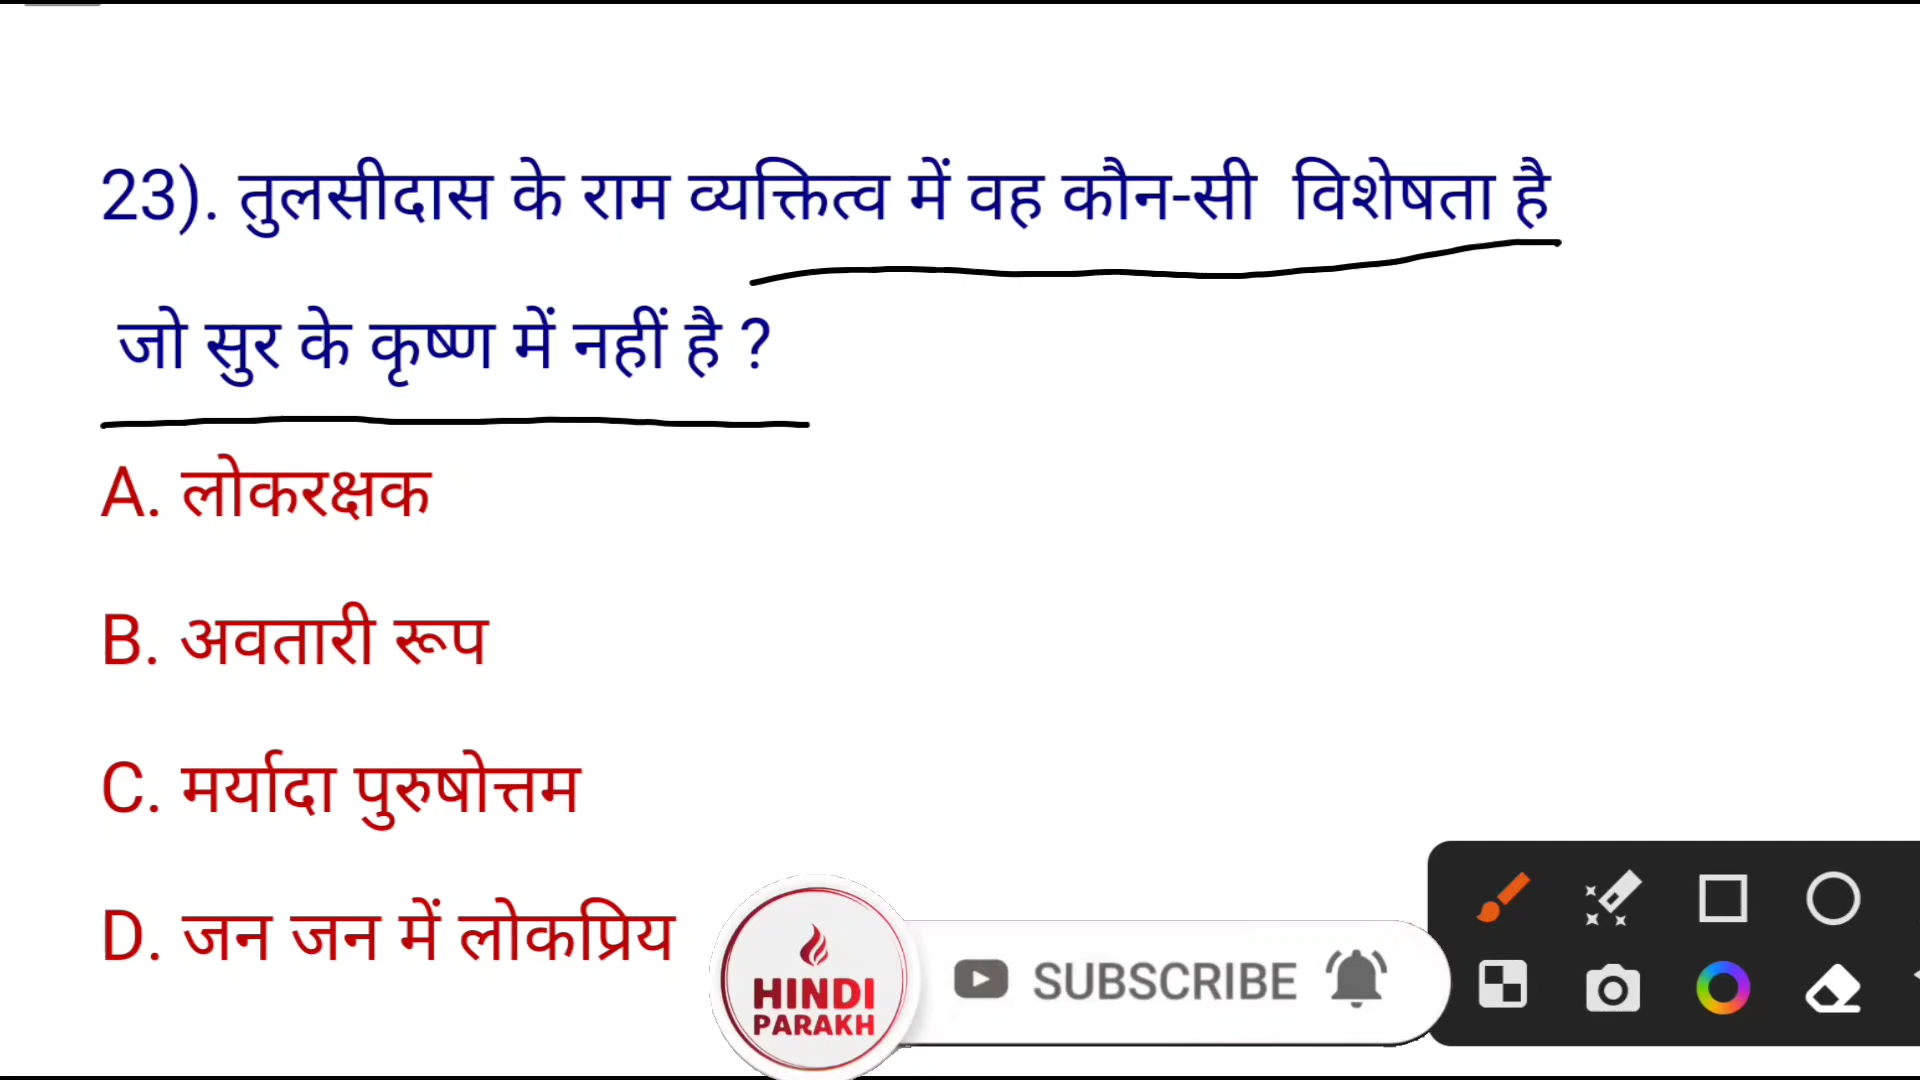 23). तुलसीदास के राम व्यक्तित्व में वह कौन-सी विशेषता है
जो सुर के कृष्ण में नहीं है ?
A. लोकरक्षक
B. अवतारी रूप
C. मर्यादा पुरुषोत्तम
D. जन जन में लोकप्रिय
HINDI
PARAKH
SUBSCRIBE